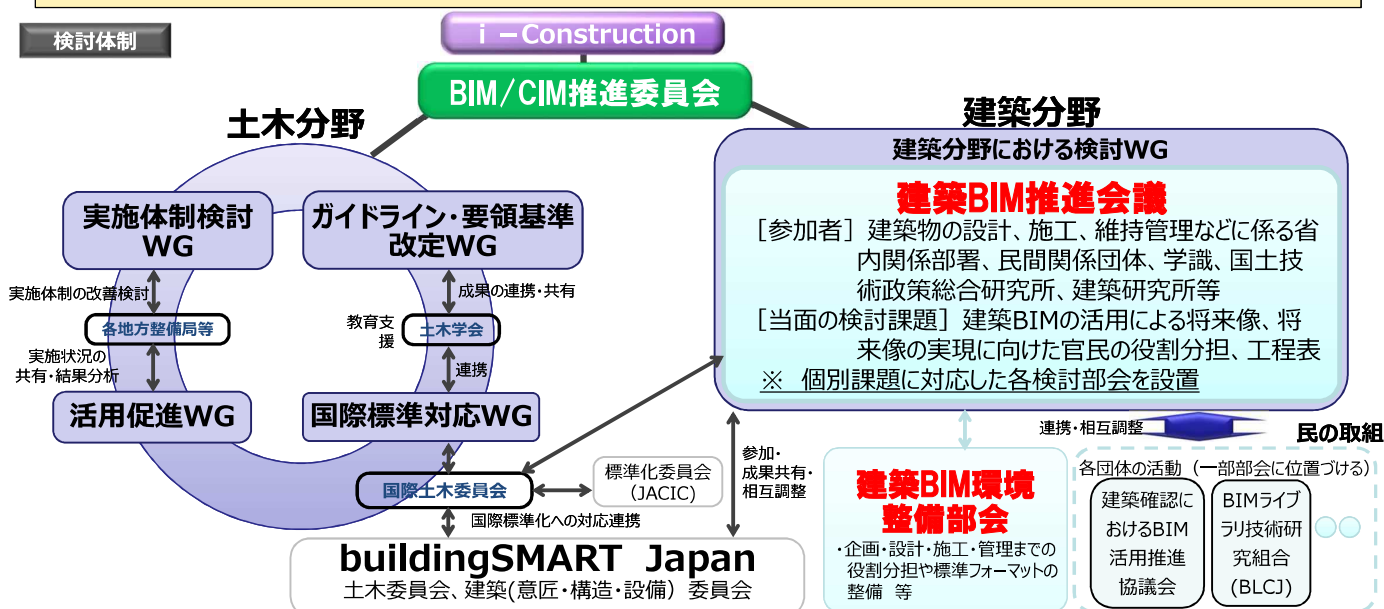 検討体制
i－Construction
BIM/CIM推進委員会
土木分野
実施体制検討
WG
ガイドライン・要領基準
改定WG
実施体制の改善検討
成果の連携・共有
各地方整備局等
教育支
援
土木学会
実施状況の
共有・結果分析
連携
活用促進WG
国際標準対応WG
国際土木委員会
標準化委員会
（JACIC）
国際標準化への対応連携
参加・
成果共有・
相互調整
buildingSMART Japan
土木委員会、建築(意匠・構造・設備）委員会
建築分野
建築分野における検討WG
建築BIM推進会議
［参加者］建築物の設計、施工、維持管理などに係る省
内関係部署、民間関係団体、学識、国土技
術政策総合研究所、建築研究所等
［当面の検討課題］建築BIMの活用による将来像、将
来像の実現に向けた官民の役割分担、工程表
※　個別課題に対応した各検討部会を設置
連携・相互調整
民の取組
建築BIM環境
整備部会
・企画・設計・施工・管理までの
役割分担や標準フォーマットの
整備 等
各団体の活動（一部部会に位置づける）
建築確認に
おけるBIM
活用推進
協議会
BIMライブ
ラリ技術研
究組合
(BLCJ)